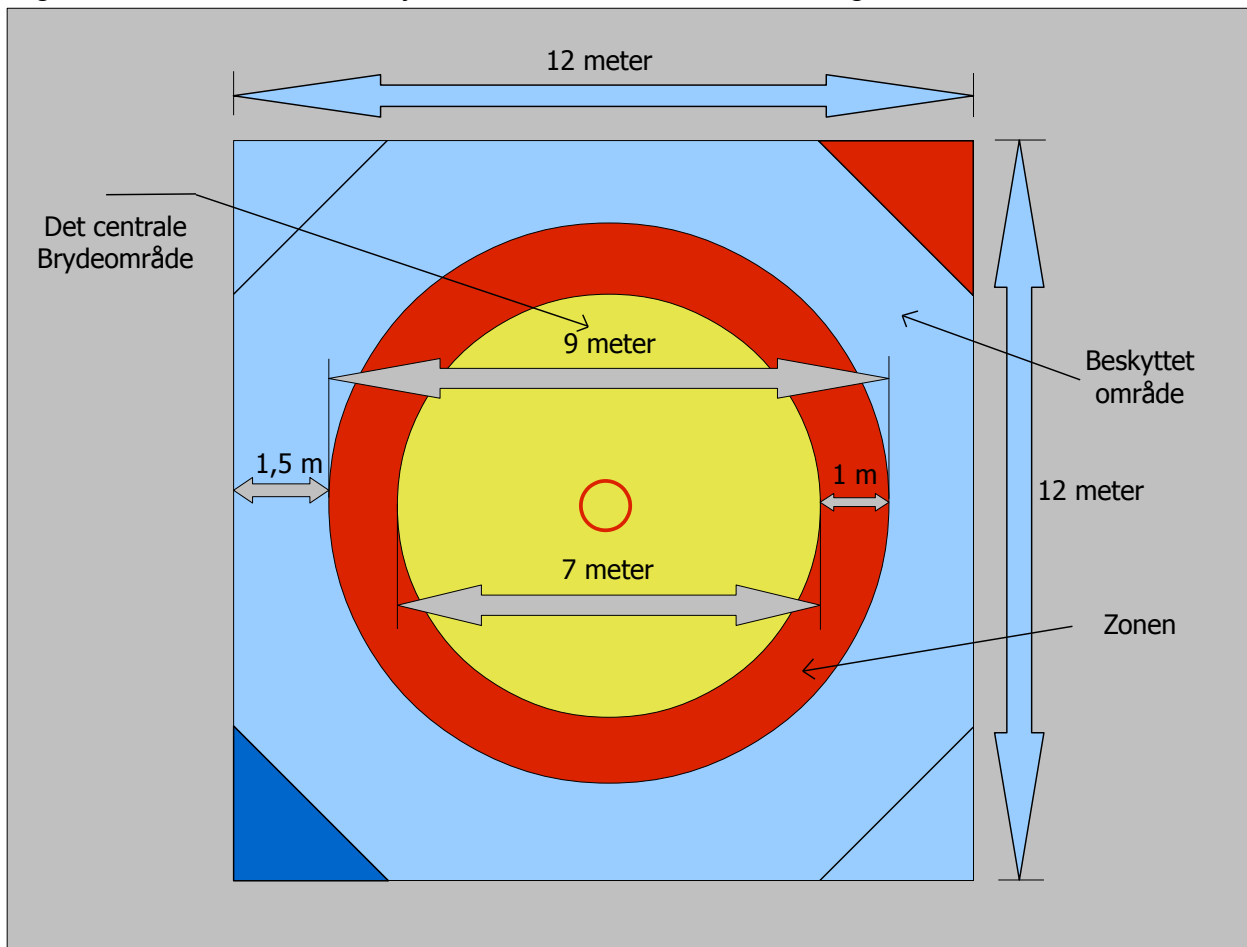 12 meter
Det centrale
Brydeområde
9 meter
Beskyttet
område
1,5 m
1 m
12 meter
7 meter
Zonen